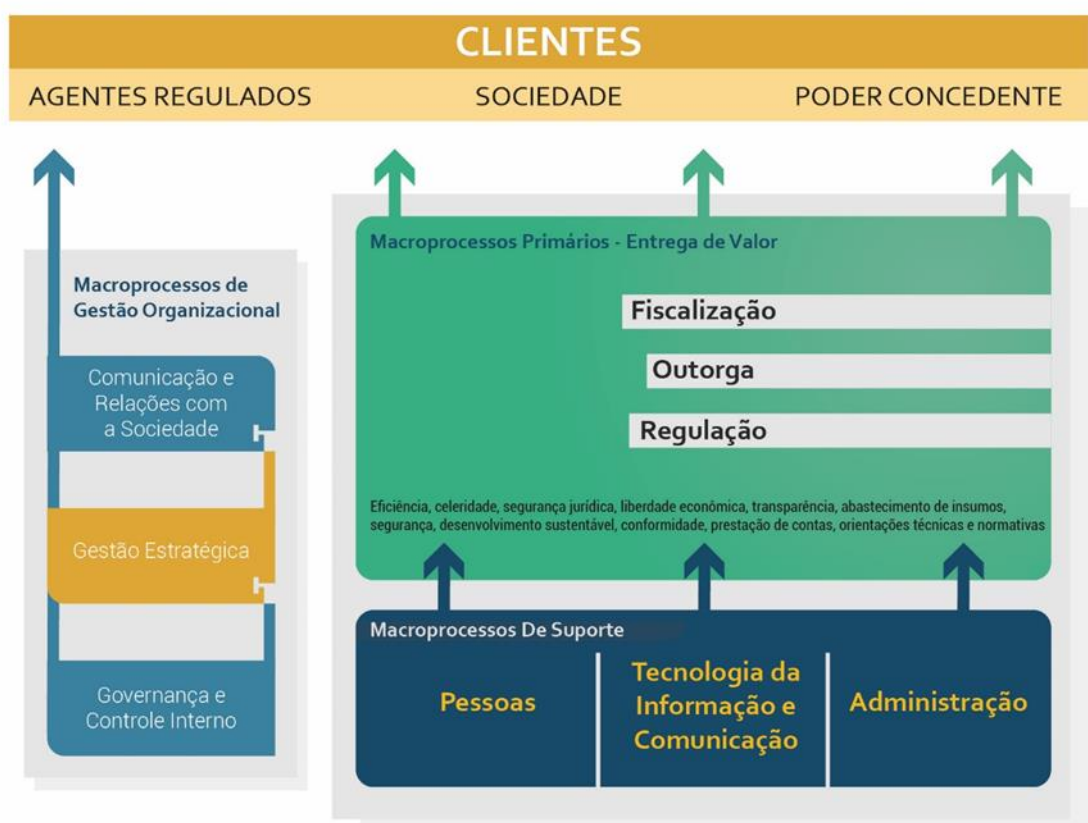 CLIENTES
AGENTES REGULADOS
SOCIEDADE
PODER CONCEDENTE
Macroprocessos de
Gestão Organizacional
Comunicação e
Relações com
a Sociedade
Gestão Estratégica
Governança e
Controle Interno
Macroprocessos Primários - Entrega de Valor
Fiscalização
Outorga
Regulação
Eficiência, celeridade, segurança jurídica, liberdade econômica, transparência, abastecimento de insumos,
segurança, desenvolvimento sustentável, conformidade, prestação de contas, orientações técnicas e normativas
Macroprocessos De Suporte
Pessoas
Tecnologia da
Informação e
Comunicação
Administração